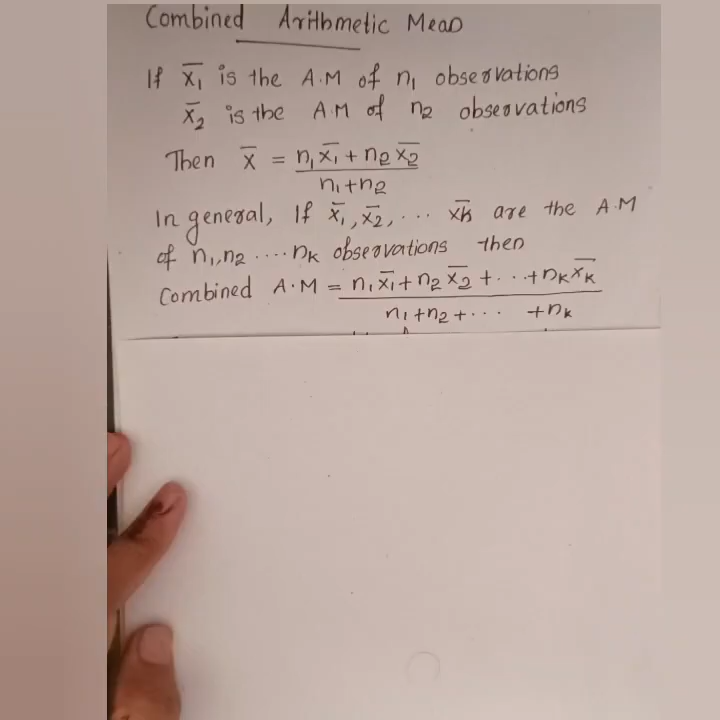 Combined Arithmetic Mean
If x̄₁ is the A.M of n₁ observations
x̄₂ is the A.M of n₂ observations
Then x̄ = n₁x̄₁ + n₂x̄₂
n₁+n₂
In general, If x̄₁, x̄₂, ... x̄k are the A.M
of n₁,n₂ ....nk observations then
Combined A.M = n₁x̄₁+n₂x̄₂+...+nkx̄k
n₁+n₂+... +nk